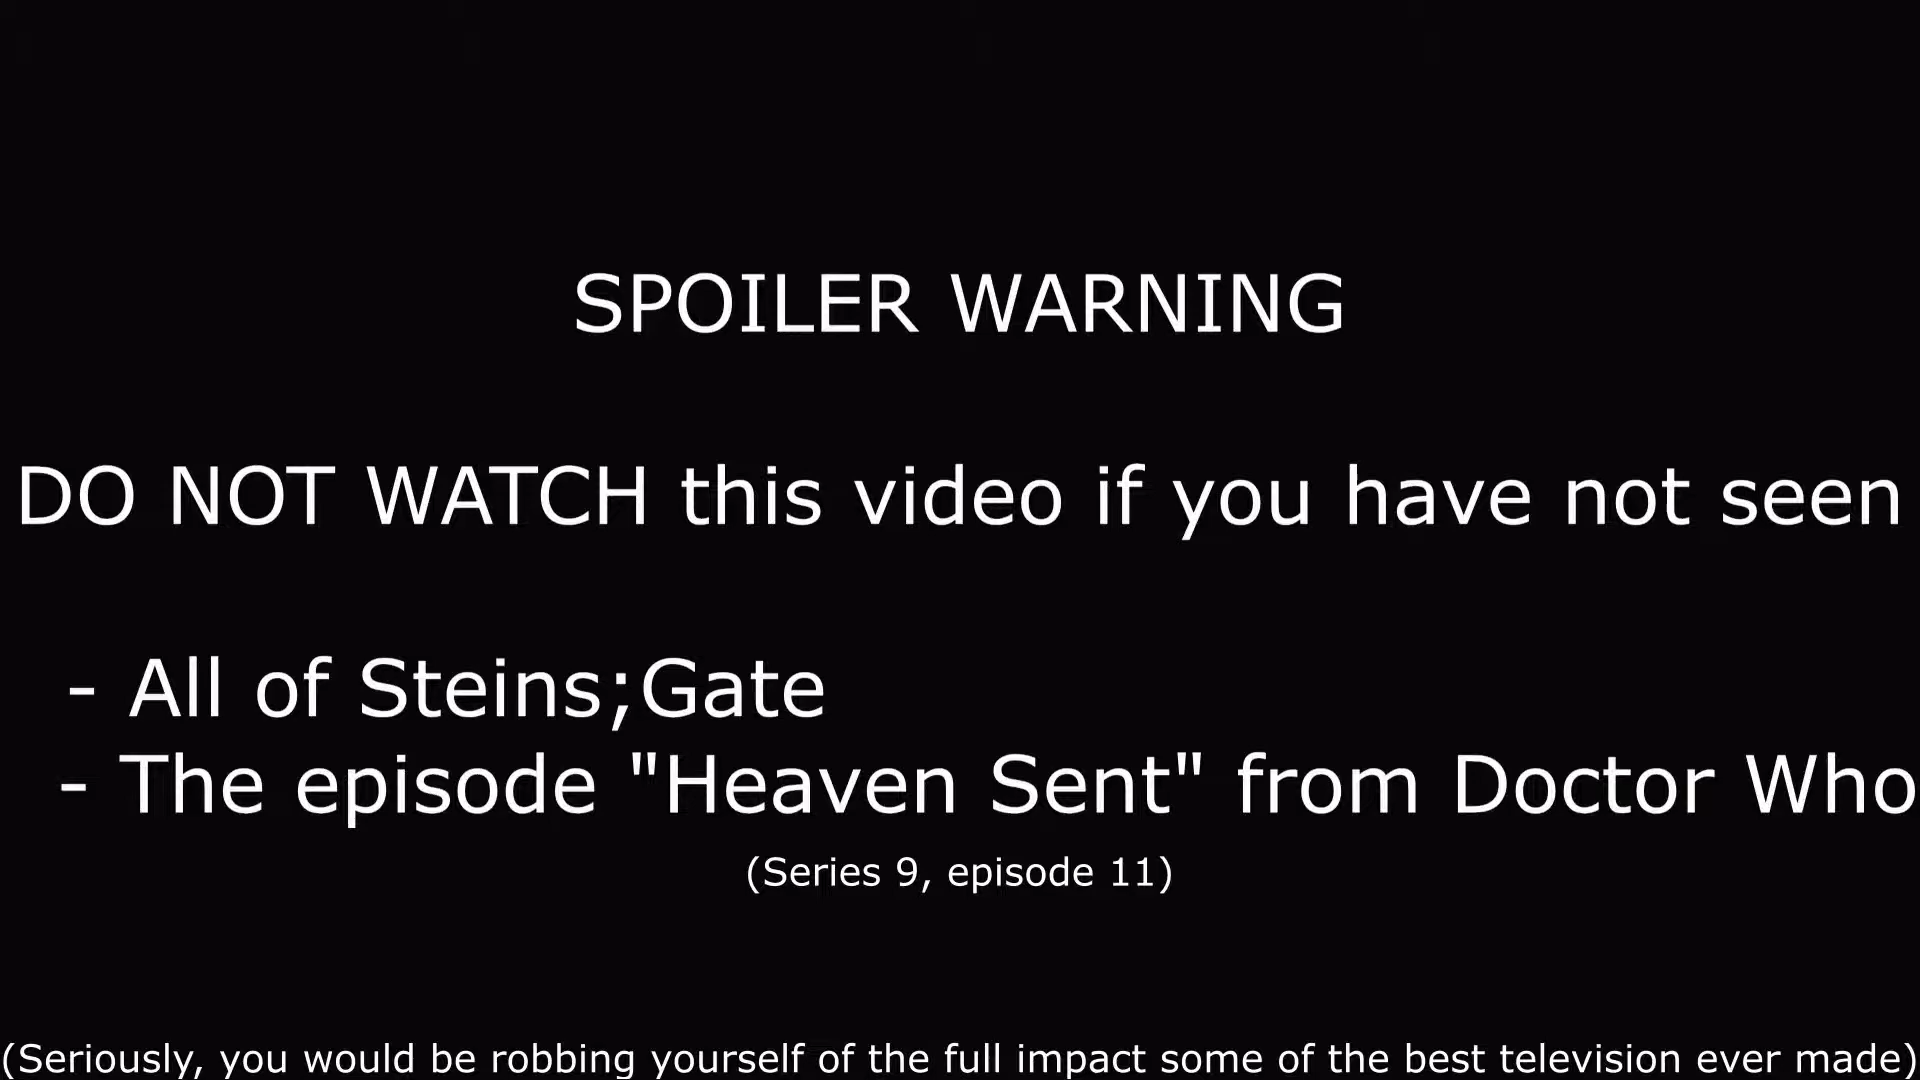 SPOILER WARNING
DO NOT WATCH this video if you have not seen
- All of Steins;Gate
- The episode "Heaven Sent" from Doctor Who
(Series 9, episode 11)
(Seriously, you would be robbing yourself of the full impact some of the best television ever made)